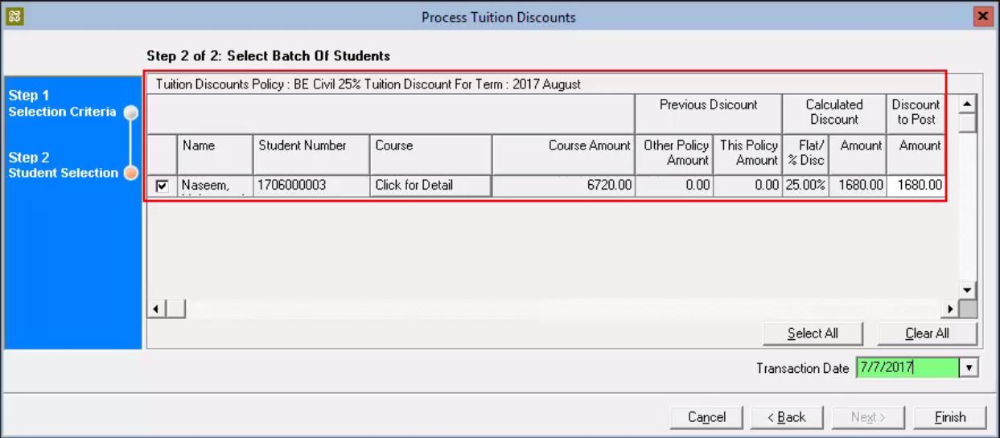 Process Tuition Discounts
Step 2 of 2: Select Batch Of Students
Step 1
Selection Criteria
Step 2
Student Selection
Tuition Discounts Policy : BE Civil 25% Tuition Discount For Term : 2017 August
Previous Dsicount Calculated Discount to Post
Discount
Name Student Number Course Course Amount Other Policy Amount This Policy Amount Flat/ % Disc Amount Amount
Naseem, 1706000003 Click for Detail 6720.00 0.00 0.00 25.00% 1680.00 1680.00
Select All Clear All
Transaction Date 7/7/2017
Cancel < Back Next > Finish